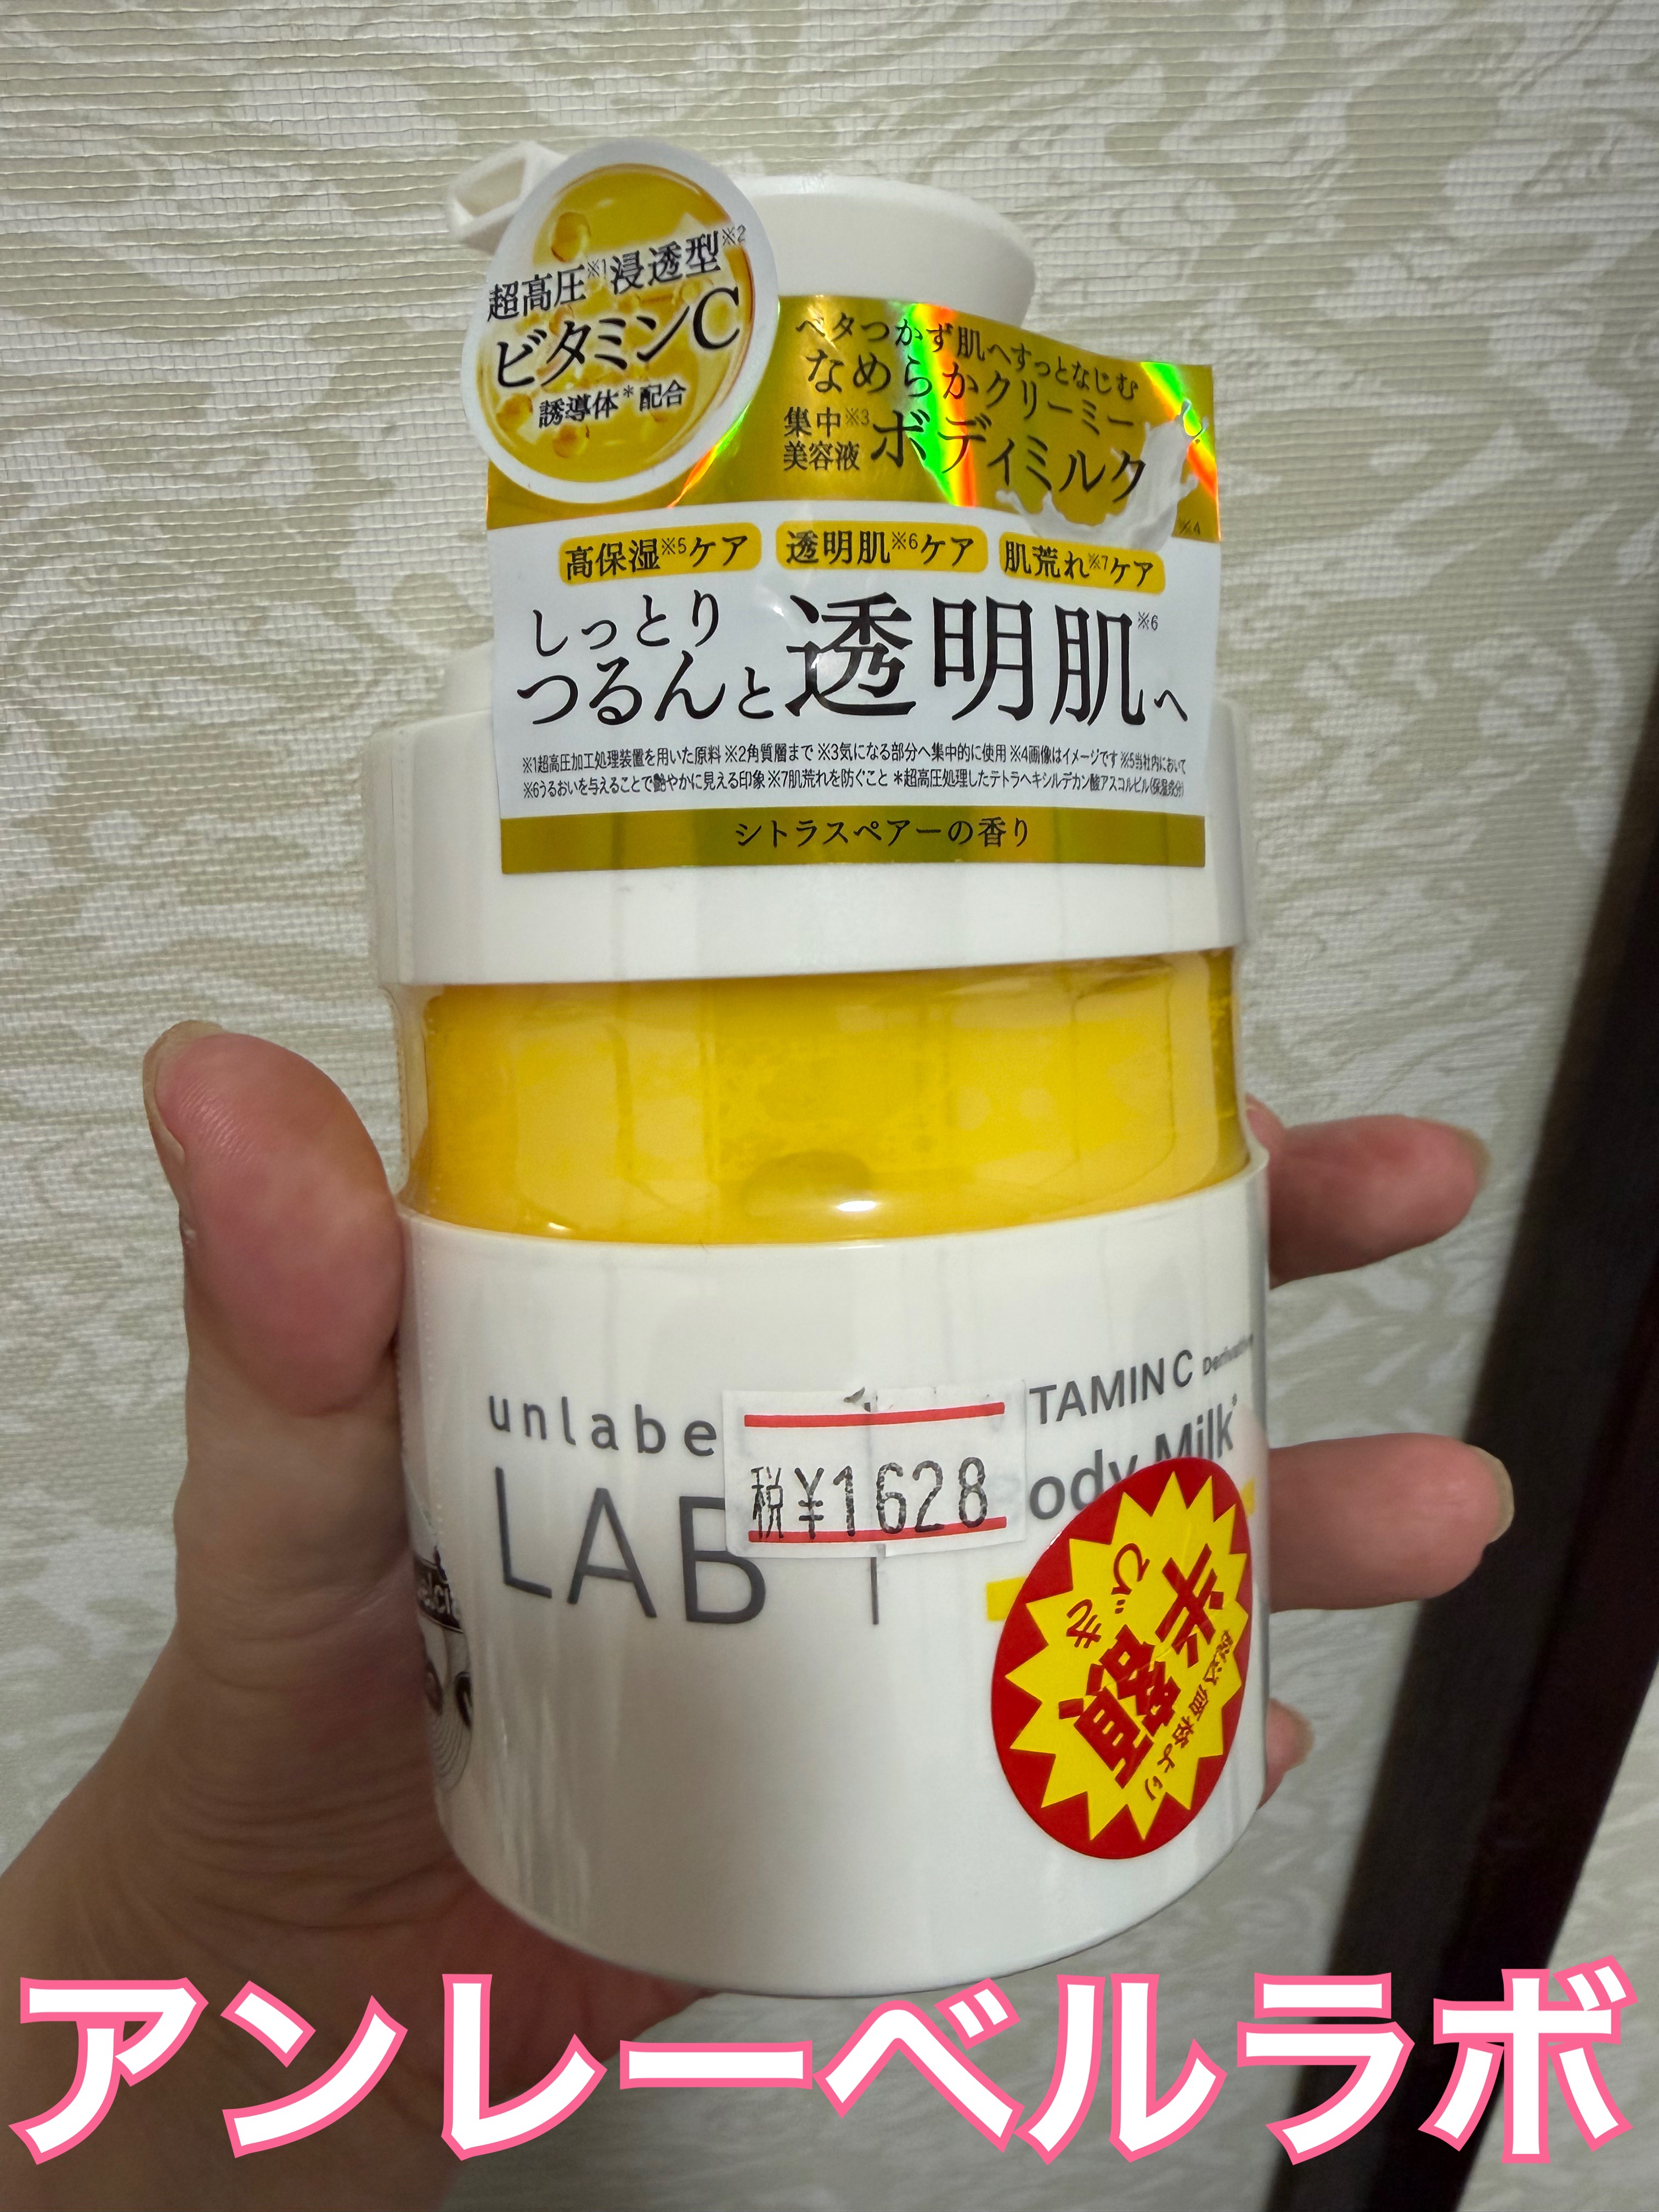 超高圧※1浸透型※2
ビタミンC
誘導体*配合
ベタつかず肌へすっとなじむ
なめらかクリーミー
集中※3
美容液
ボディミルク
※4
高保湿※5ケア
透明肌※6ケア
肌荒れ※7ケア
しっとり
つるんと透明肌※6へ
※1超高圧加工処理装置を用いた原料 ※2角質層まで ※3気になる部分へ集中的に使用 ※4画像はイメージです ※5当社内において
※6うるおいを与えることで艶やかに見える印象 ※7肌荒れを防ぐこと *超高圧処理したテトラヘキシルデカン酸アスコルビル(保湿成分)
シトラスペアーの香り
unlabe
LAB
TAMIN C Derivative
ody Milk
税¥1628
税込価格より
半額
びき
アンレーベルラボ